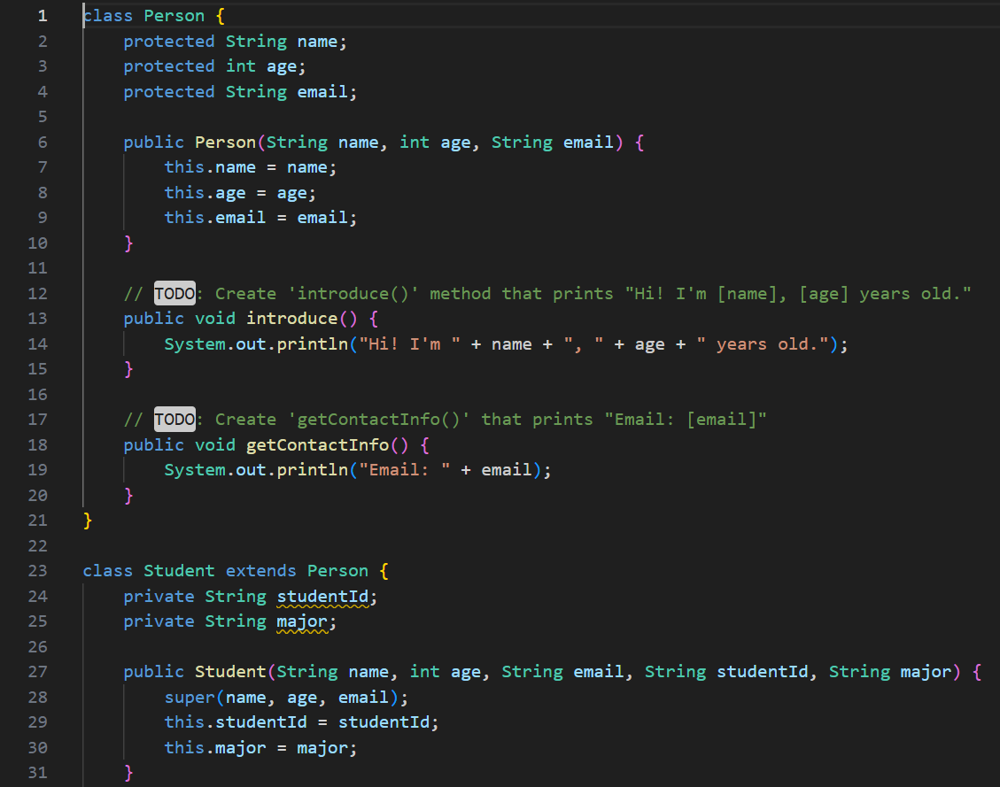 1 class Person {
2     protected String name;
3     protected int age;
4     protected String email;
5
6     public Person(String name, int age, String email) {
7         this.name = name;
8         this.age = age;
9         this.email = email;
10     }
11
12     // TODO: Create 'introduce()' method that prints "Hi! I'm [name], [age] years old."
13     public void introduce() {
14         System.out.println("Hi! I'm " + name + ", " + age + " years old.");
15     }
16
17     // TODO: Create 'getContactInfo()' that prints "Email: [email]"
18     public void getContactInfo() {
19         System.out.println("Email: " + email);
20     }
21 }
22
23 class Student extends Person {
24     private String studentId;
25     private String major;
26
27     public Student(String name, int age, String email, String studentId, String major) {
28         super(name, age, email);
29         this.studentId = studentId;
30         this.major = major;
31     }